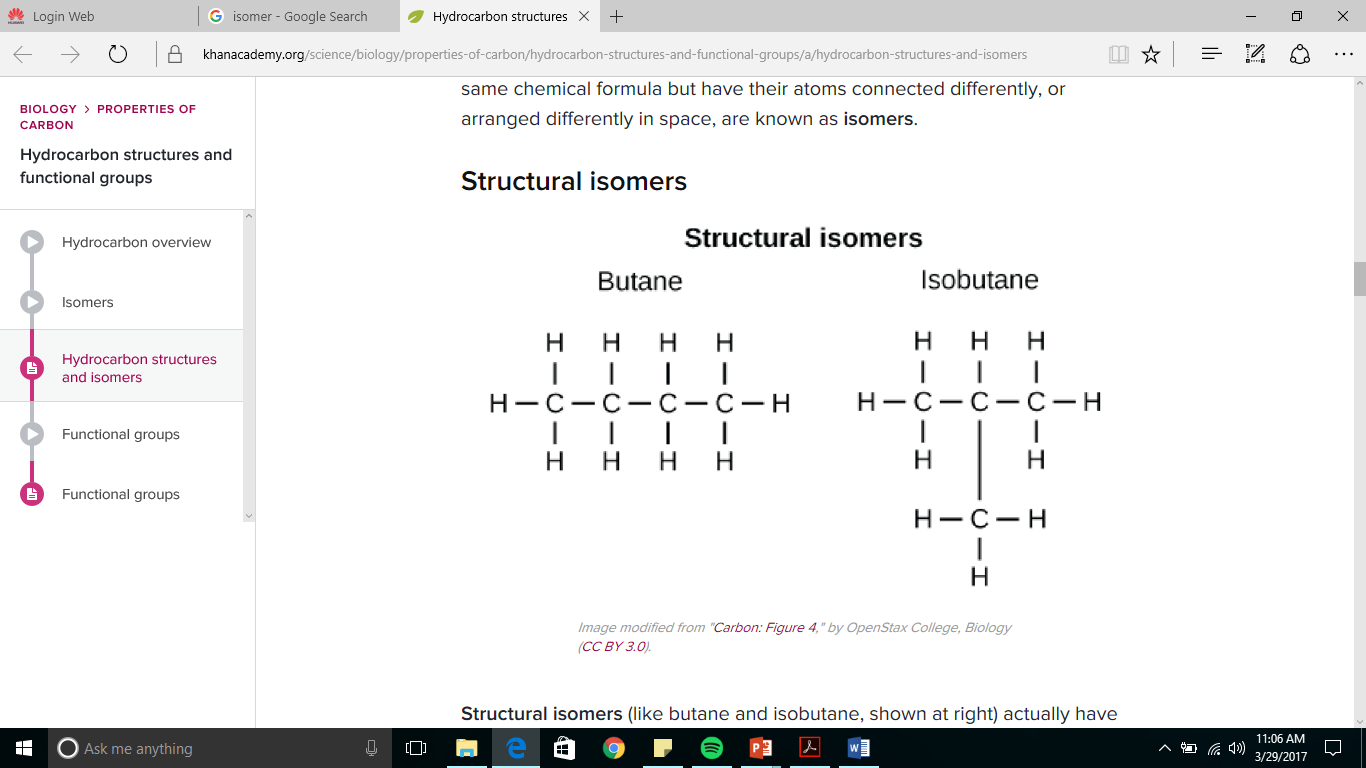 Login Web
isomer - Google Search
Hydrocarbon structures
khanacademy.org/science/biology/properties-of-carbon/hydrocarbon-structures-and-functional-groups/a/hydrocarbon-structures-and-isomers
BIOLOGY > PROPERTIES OF
CARBON
Hydrocarbon structures and
functional groups
Hydrocarbon overview
Isomers
Hydrocarbon structures
and isomers
Functional groups
Functional groups
same chemical formula but have their atoms connected differently, or
arranged differently in space, are known as isomers.
Structural isomers
Structural isomers
Butane
H H H H
H — C — C — C — C — H
H H H H
Isobutane
H H H
H — C — C — C — H
H H
H — C — H
H
Image modified from "Carbon: Figure 4," by OpenStax College, Biology
(CC BY 3.0).
Structural isomers (like butane and isobutane, shown at right) actually have
Ask me anything
11:06 AM
3/29/2017